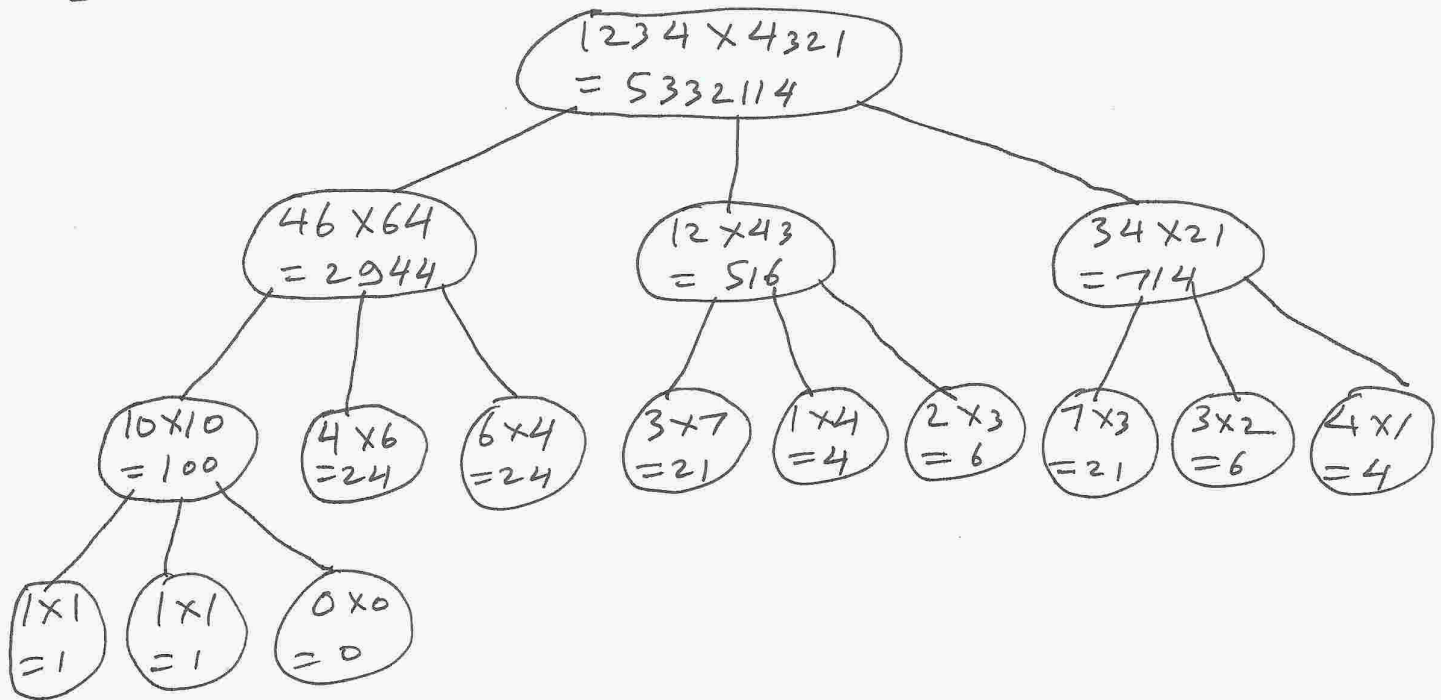 1234 × 4321
= 5332114
46 × 64
= 2944
12 × 43
= 516
34 × 21
= 714
10×10
= 100
4 × 6
= 24
6 × 4
= 24
3 × 7
= 21
1 × 4
= 4
2 × 3
= 6
7 × 3
= 21
3 × 2
= 6
4 × 1
= 4
1 × 1
= 1
1 × 1
= 1
0 × 0
= 0